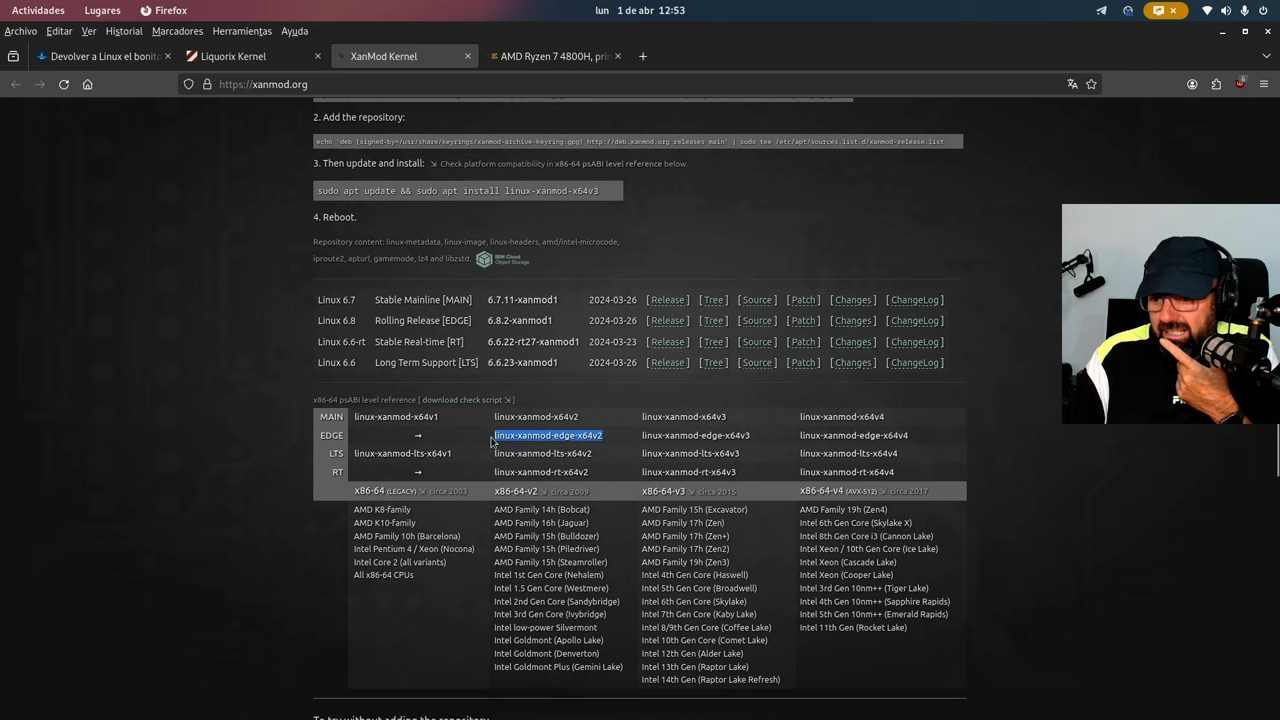 Actividades Lugares Firefox lun 1 de abr 12:53
Archivo Editar Ver Historial Marcadores Herramientas Ayuda
Devolver a Linux el bonito Liquorix Kernel XanMod Kernel AMD Ryzen 7 4800H, prim
https://xanmod.org
2. Add the repository:
echo 'deb [signed-by=/usr/share/keyrings/xanmod-archive-keyring.gpg] http://deb.xanmod.org releases main' | sudo tee /etc/apt/sources.list.d/xanmod-release.list
3. Then update and install: Check platform compatibility in x86-64 psABI level reference below.
sudo apt update && sudo apt install linux-xanmod-x64v3
4. Reboot.
Repository content: linux-metadata, linux-image, linux-headers, amd/intel-microcode,
iproute2, apturl, gamemode, lz4 and libzstd. IBM Cloud
Object Storage
Linux 6.7 Stable Mainline [MAIN] 6.7.11-xanmod1 2024-03-26 [Release] [Tree] [Source] [Patch] [Changes] [ChangeLog]
Linux 6.8 Rolling Release [EDGE] 6.8.2-xanmod1 2024-03-26 [Release] [Tree] [Source] [Patch] [Changes] [ChangeLog]
Linux 6.6-rt Stable Real-time [RT] 6.6.22-rt27-xanmod1 2024-03-23 [Release] [Tree] [Source] [Patch] [Changes] [ChangeLog]
Linux 6.6 Long Term Support [LTS] 6.6.23-xanmod1 2024-03-26 [Release] [Tree] [Source] [Patch] [Changes] [ChangeLog]
x86-64 psABI level reference [ download check script ]
MAIN linux-xanmod-x64v1 linux-xanmod-x64v2 linux-xanmod-x64v3 linux-xanmod-x64v4
EDGE → linux-xanmod-edge-x64v2 linux-xanmod-edge-x64v3 linux-xanmod-edge-x64v4
LTS linux-xanmod-lts-x64v1 linux-xanmod-lts-x64v2 linux-xanmod-lts-x64v3 linux-xanmod-lts-x64v4
RT → linux-xanmod-rt-x64v2 linux-xanmod-rt-x64v3 linux-xanmod-rt-x64v4
x86-64 (LEGACY) circa 2003 x86-64-v2 circa 2009 x86-64-v3 circa 2015 x86-64-v4 (AVX-512) circa 2017
AMD K8-family
AMD K10-family
AMD Family 10h (Barcelona)
Intel Pentium 4 / Xeon (Nocona)
Intel Core 2 (all variants)
All x86-64 CPUs
AMD Family 14h (Bobcat)
AMD Family 16h (Jaguar)
AMD Family 15h (Bulldozer)
AMD Family 15h (Piledriver)
AMD Family 15h (Steamroller)
Intel 1st Gen Core (Nehalem)
Intel 1.5 Gen Core (Westmere)
Intel 2nd Gen Core (Sandybridge)
Intel 3rd Gen Core (Ivybridge)
Intel low-power Silvermont
Intel Goldmont (Apollo Lake)
Intel Goldmont (Denverton)
Intel Goldmont Plus (Gemini Lake)
AMD Family 15h (Excavator)
AMD Family 17h (Zen)
AMD Family 17h (Zen+)
AMD Family 17h (Zen2)
AMD Family 19h (Zen3)
Intel 4th Gen Core (Haswell)
Intel 5th Gen Core (Broadwell)
Intel 6th Gen Core (Skylake)
Intel 7th Gen Core (Kaby Lake)
Intel 8/9th Gen Core (Coffee Lake)
Intel 10th Gen Core (Comet Lake)
Intel 12th Gen (Alder Lake)
Intel 13th Gen (Raptor Lake)
Intel 14th Gen (Raptor Lake Refresh)
AMD Family 19h (Zen4)
Intel 6th Gen Core (Skylake X)
Intel 8th Gen Core i3 (Cannon Lake)
Intel Xeon / 10th Gen Core (Ice Lake)
Intel Xeon (Cascade Lake)
Intel Xeon (Cooper Lake)
Intel 3rd Gen 10nm++ (Tiger Lake)
Intel 4th Gen 10nm++ (Sapphire Rapids)
Intel 5th Gen 10nm++ (Emerald Rapids)
Intel 11th Gen (Rocket Lake)
To try without adding the repository